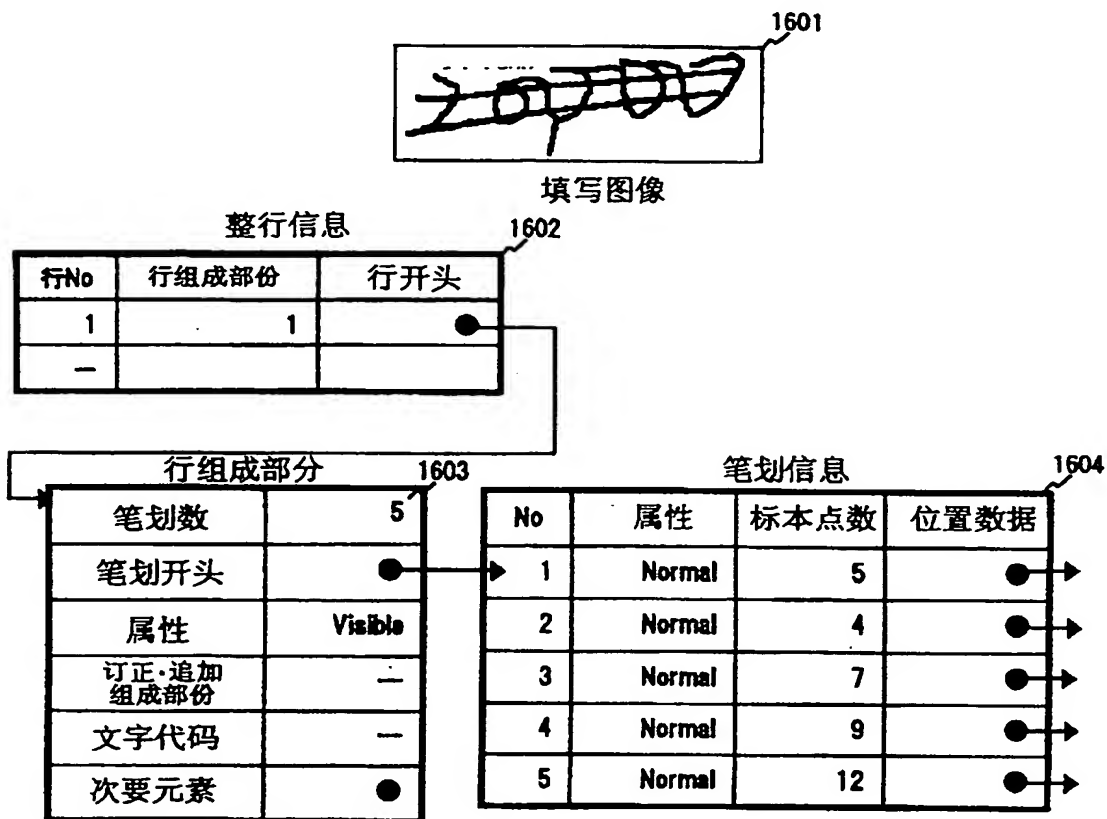 1601
填写图像
整行信息
1602
行No 行组成部份 行开头
1 1
—
行组成部分
1603
笔划数 5
笔划开头
属性 Visible
订正·追加
组成部份 —
文字代码 —
次要元素
笔划信息
1604
No 属性 标本点数 位置数据
1 Normal 5
2 Normal 4
3 Normal 7
4 Normal 9
5 Normal 12